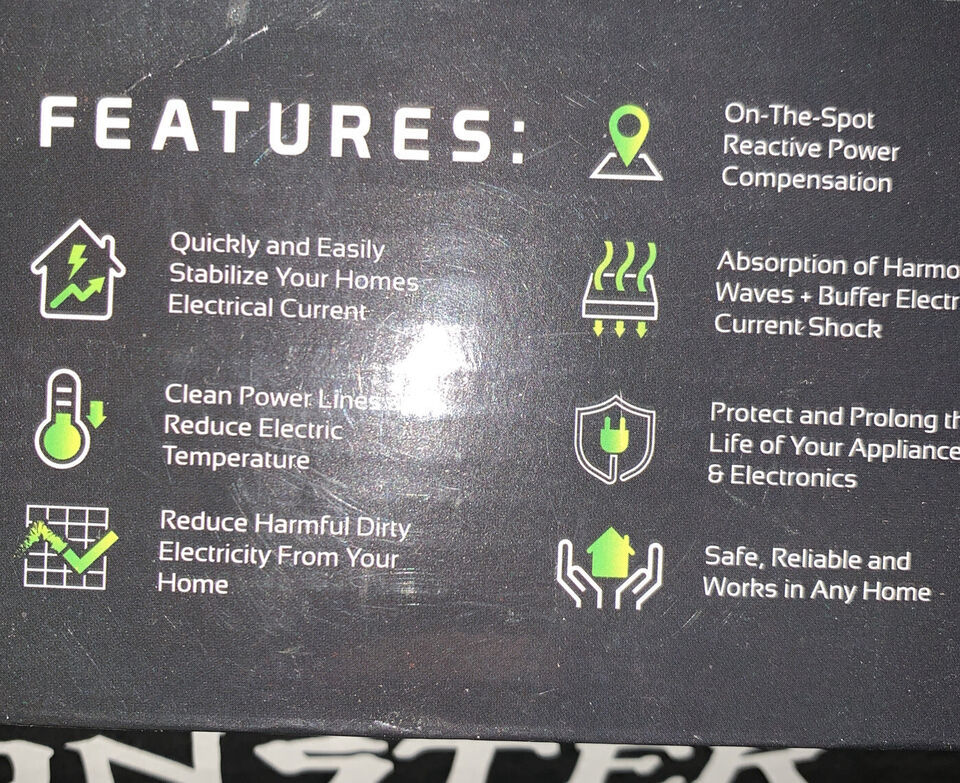 FEATURES:
Quickly and Easily
Stabilize Your Homes
Electrical Current
Clean Power Lines
Reduce Electric
Temperature
Reduce Harmful Dirty
Electricity From Your
Home
On-The-Spot
Reactive Power
Compensation
Absorption of Harmo
Waves + Buffer Electr
Current Shock
Protect and Prolong th
Life of Your Appliance
& Electronics
Safe, Reliable and
Works in Any Home
ONSTER